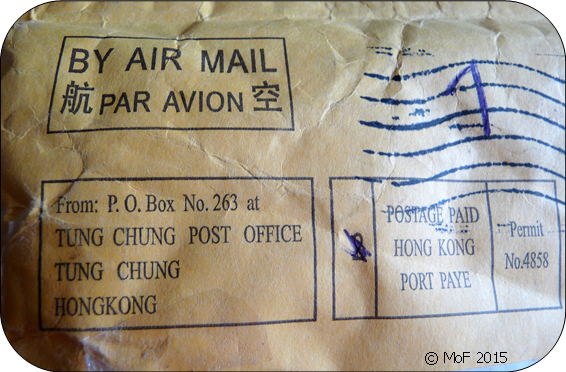 BY AIR MAIL
航 PAR AVION 空
1
From: P. O. Box No. 263 at
TUNG CHUNG POST OFFICE
TUNG CHUNG
HONGKONG
POSTAGE PAID
HONG KONG
PORT PAYE
Permit
No.4858
© MoF 2015